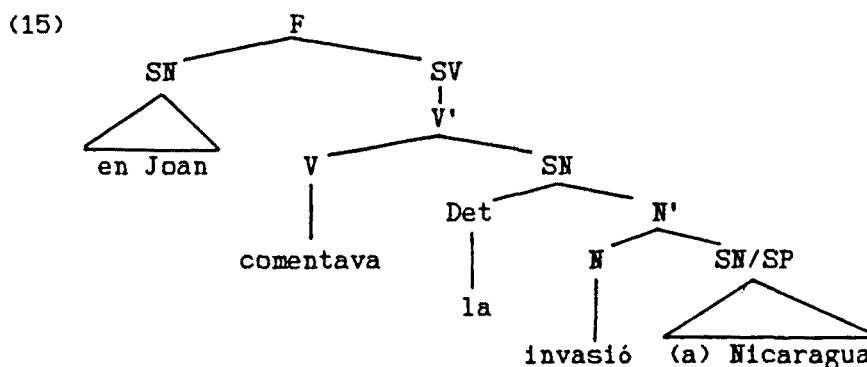 (15) F
SN SV
V'
en Joan V SN
Det N'
comentava N SN/SP
la
invasió (a) Nicaragua